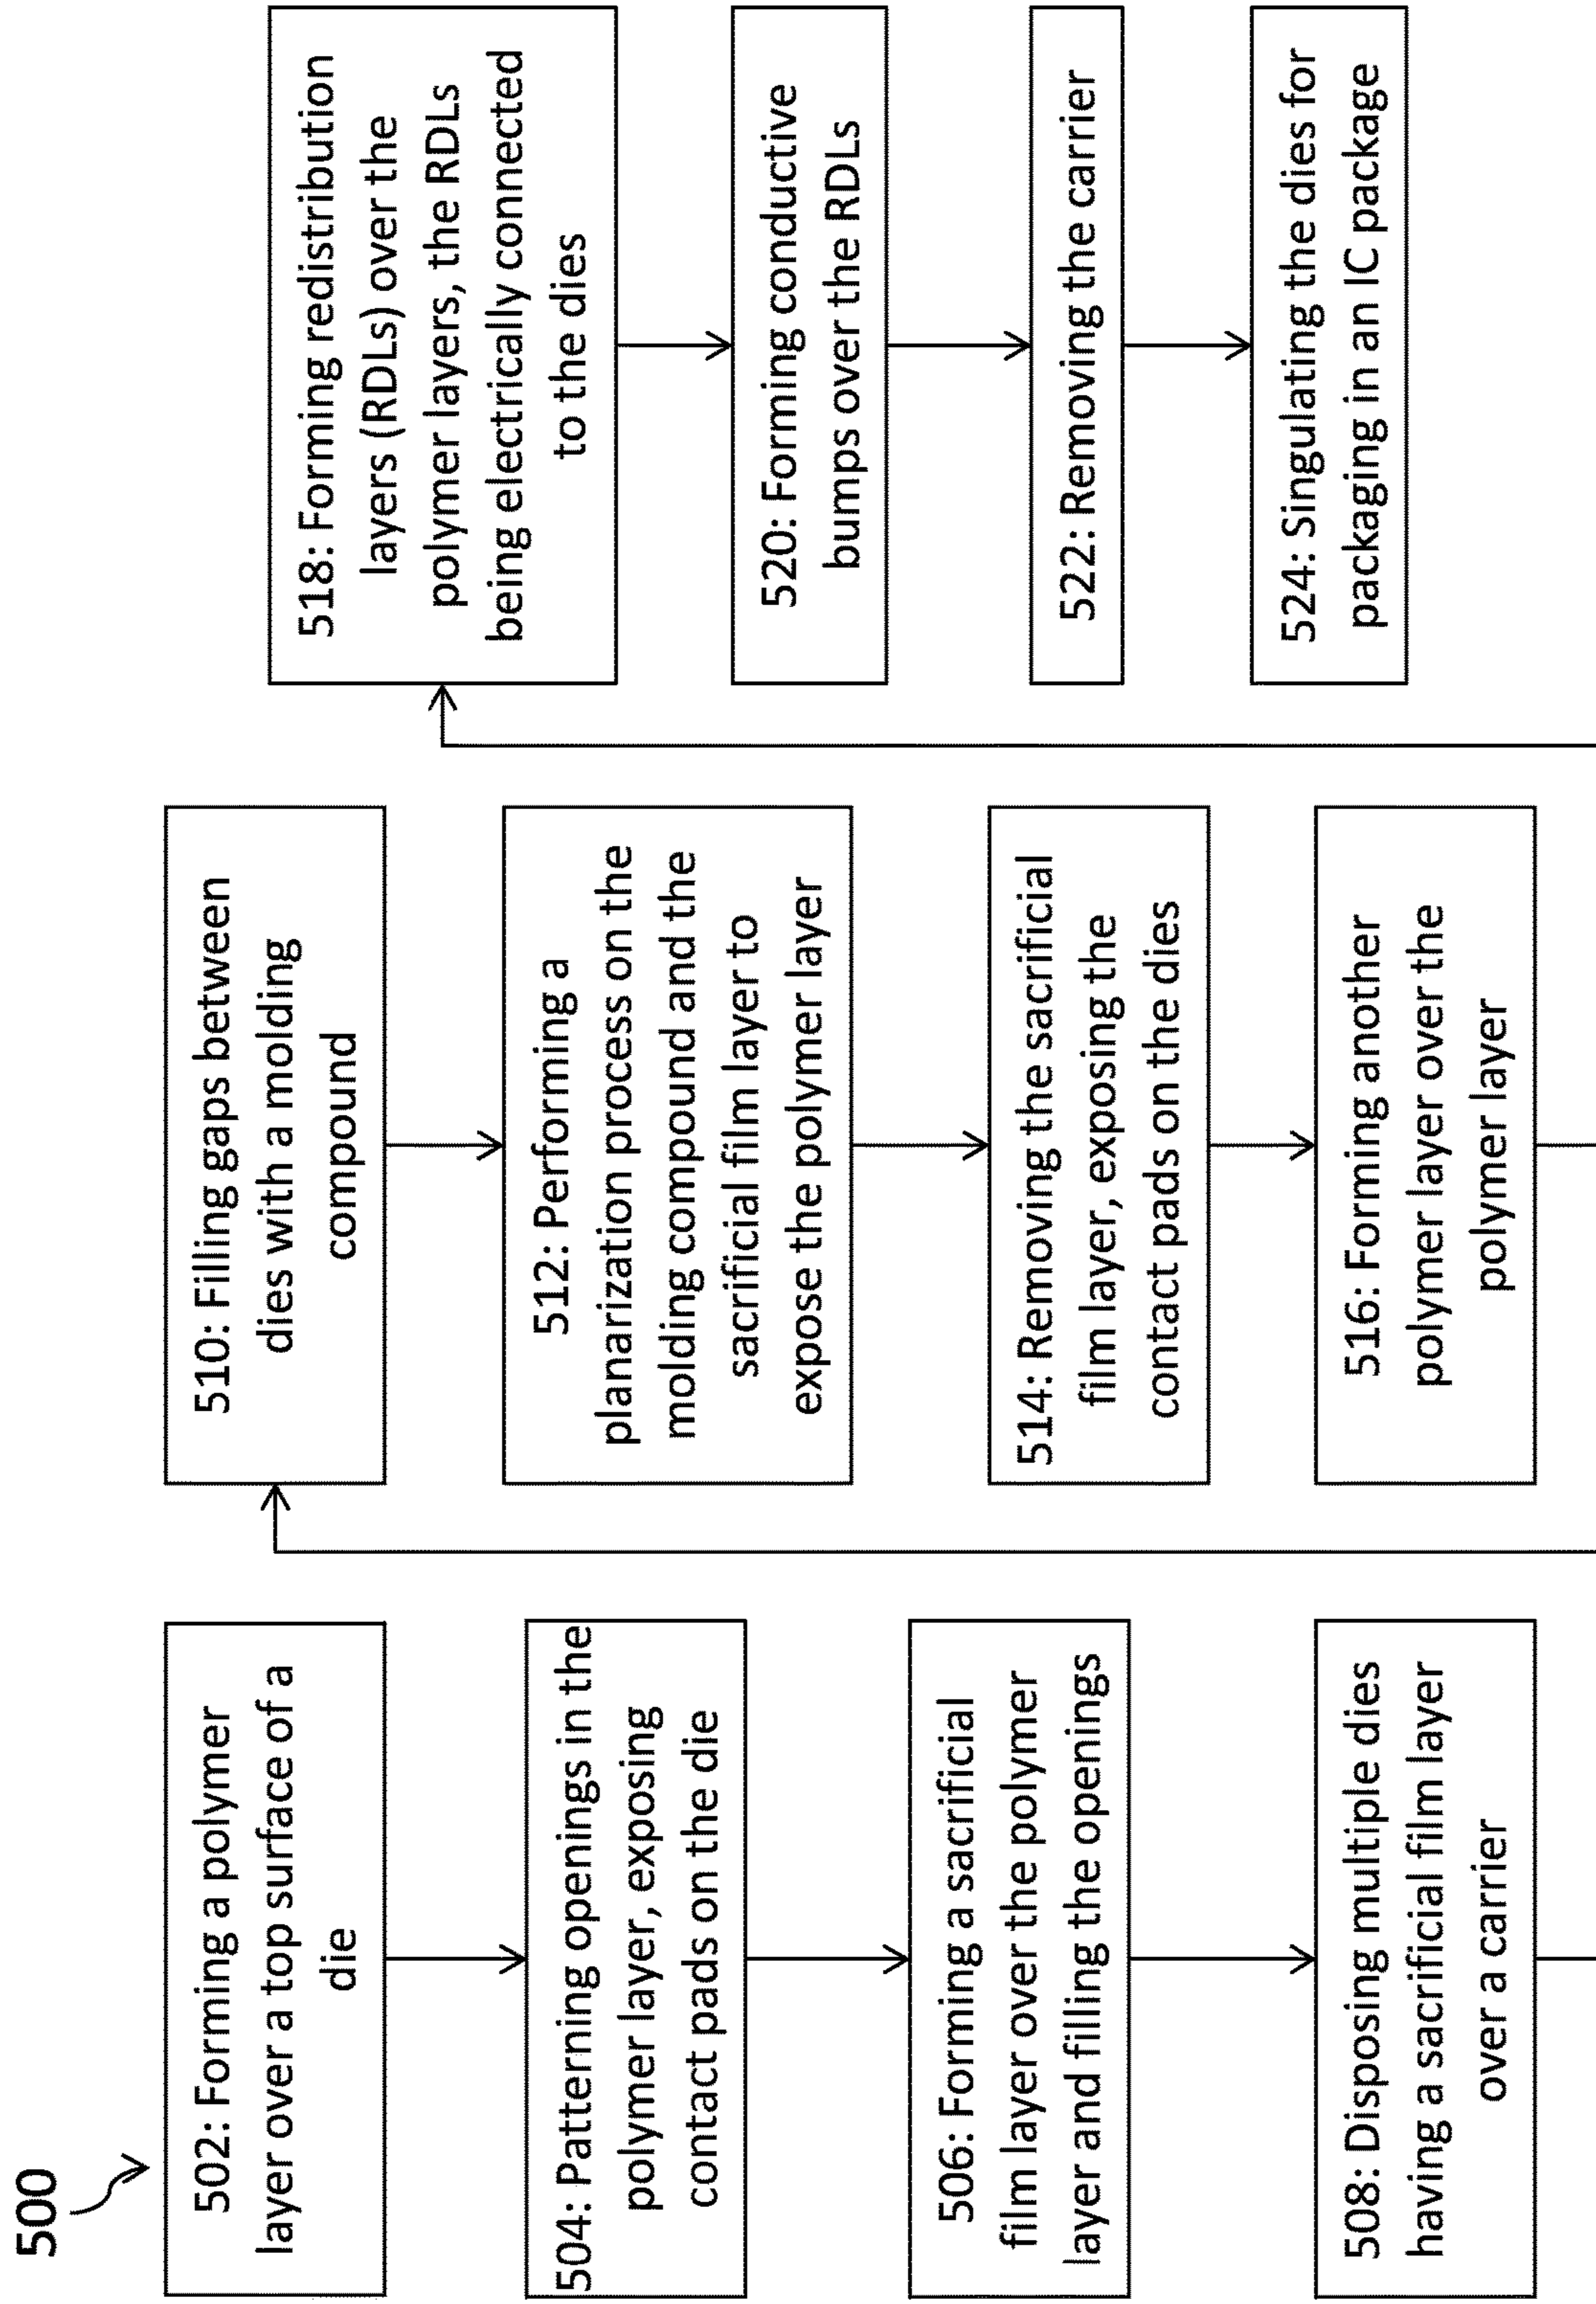 500
502: Forming a polymer
layer over a top surface of a
die
504: Patterning openings in the
polymer layer, exposing
contact pads on the die
506: Forming a sacrificial
film layer over the polymer
layer and filling the openings
508: Disposing multiple dies
having a sacrificial film layer
over a carrier
510: Filling gaps between
dies with a molding
compound
512: Performing a
planarization process on the
molding compound and the
sacrificial film layer to
expose the polymer layer
514: Removing the sacrificial
film layer, exposing the
contact pads on the dies
516: Forming another
polymer layer over the
polymer layer
518: Forming redistribution
layers (RDLs) over the
polymer layers, the RDLs
being electrically connected
to the dies
520: Forming conductive
bumps over the RDLs
522: Removing the carrier
524: Singulating the dies for
packaging in an IC package